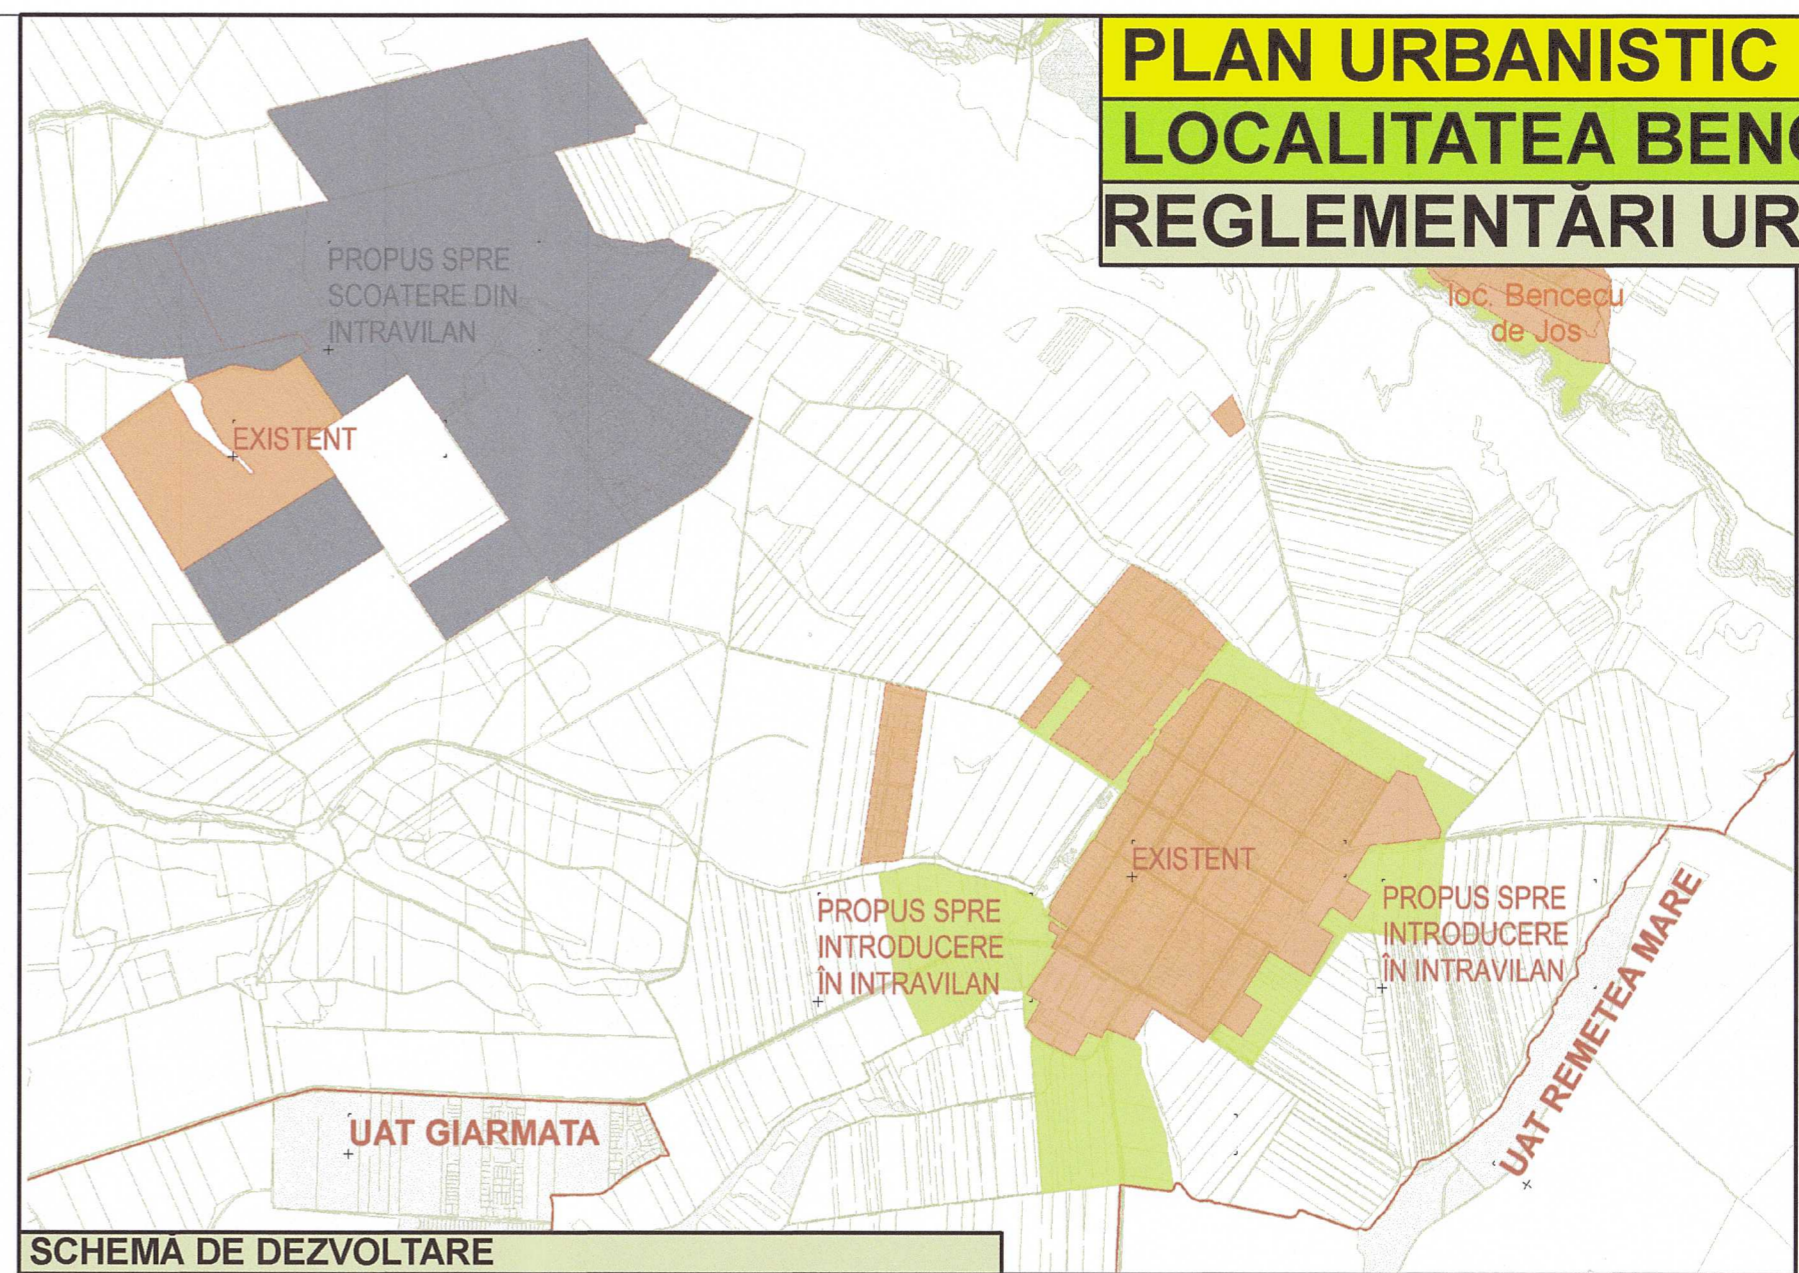 PLAN URBANISTIC
LOCALITATEA BENC
REGLEMENTĂRI UR
PROPUS SPRE
SCOATERE DIN
INTRAVILAN
loc. Bencecu
de Jos
EXISTENT
EXISTENT
PROPUS SPRE
INTRODUCERE
ÎN INTRAVILAN
PROPUS SPRE
INTRODUCERE
ÎN INTRAVILAN
UAT REMETEA MARE
UAT GIARMATA
SCHEMĂ DE DEZVOLTARE